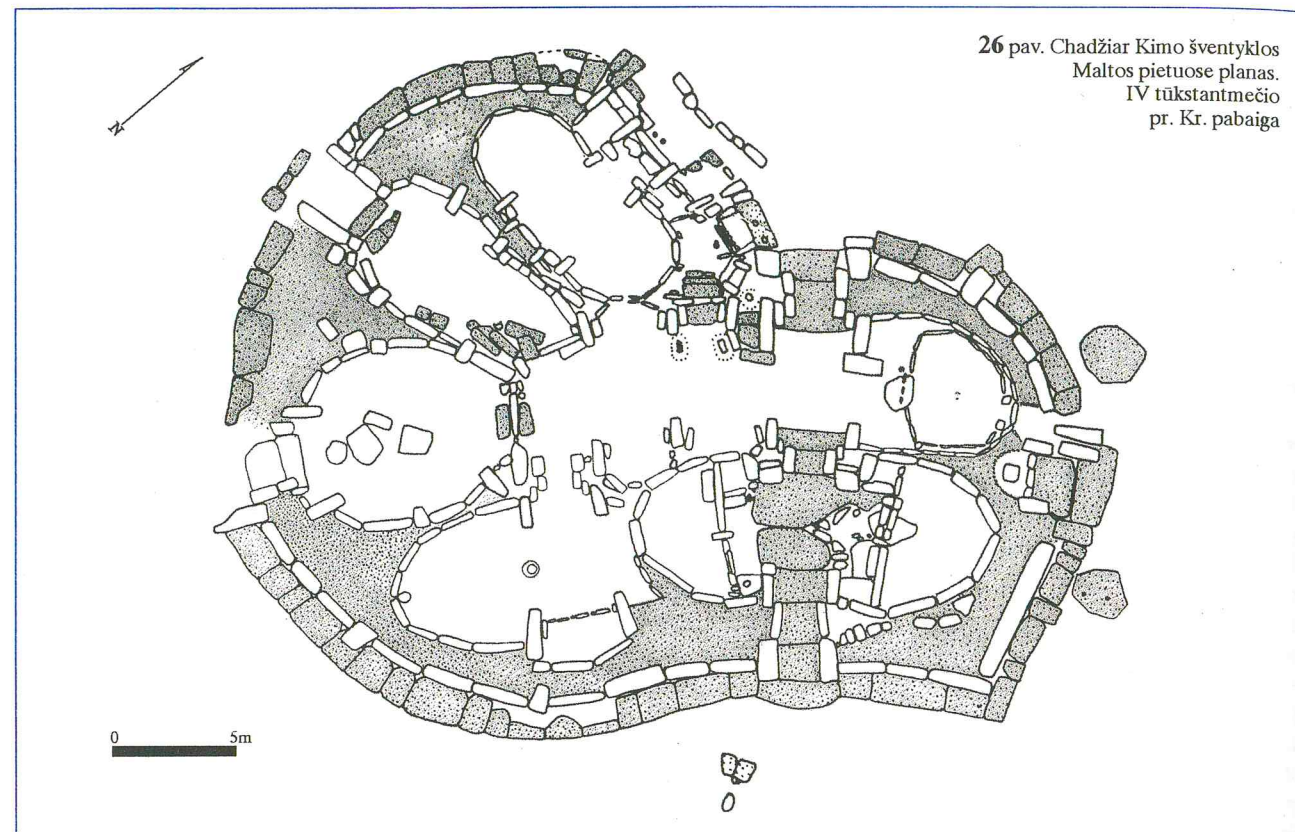 26 pav. Chadžiar Kimo šventyklos
Maltos pietuose planas.
IV tūkstantmečio
pr. Kr. pabaiga
N
0 5m